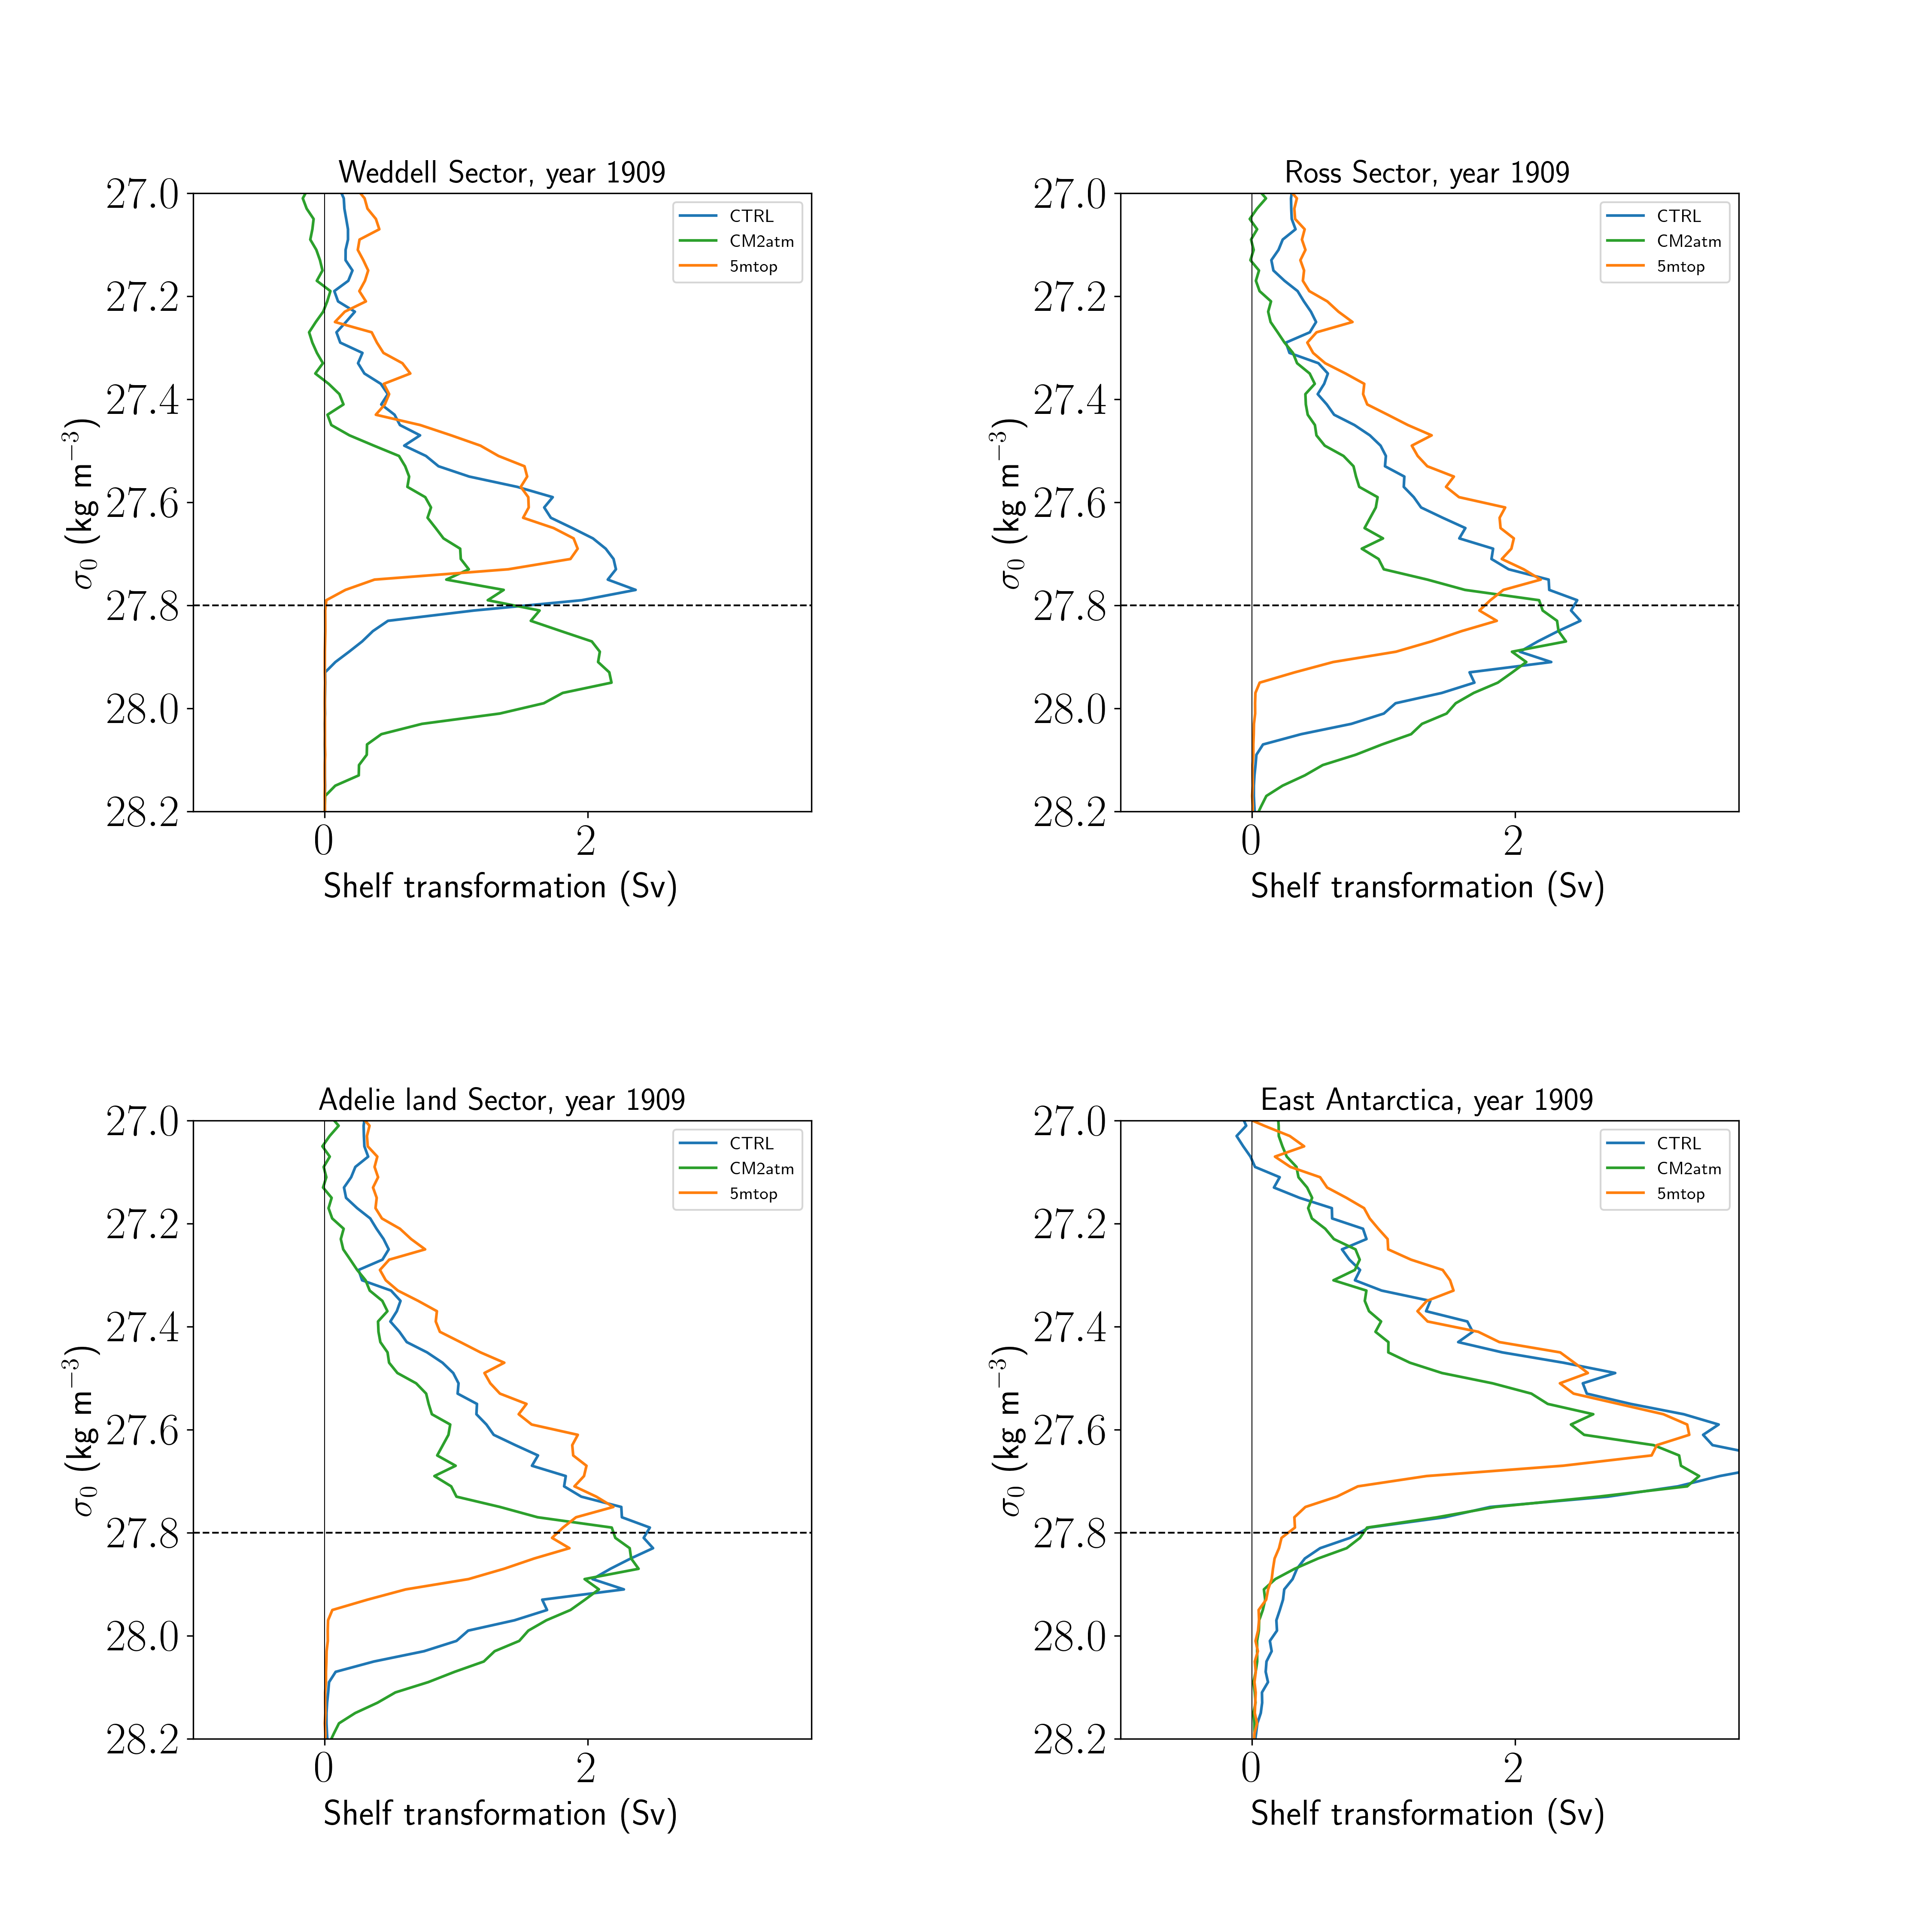 Weddell Sector, year 1909
27.0
27.2
27.4
27.6
27.8
28.0
28.2
σ0 (kg m−3)
CTRL
CM2atm
5mtop
0 2
Shelf transformation (Sv)
Ross Sector, year 1909
27.0
27.2
27.4
27.6
27.8
28.0
28.2
σ0 (kg m−3)
CTRL
CM2atm
5mtop
0 2
Shelf transformation (Sv)
Adelie land Sector, year 1909
27.0
27.2
27.4
27.6
27.8
28.0
28.2
σ0 (kg m−3)
CTRL
CM2atm
5mtop
0 2
Shelf transformation (Sv)
East Antarctica, year 1909
27.0
27.2
27.4
27.6
27.8
28.0
28.2
σ0 (kg m−3)
CTRL
CM2atm
5mtop
0 2
Shelf transformation (Sv)